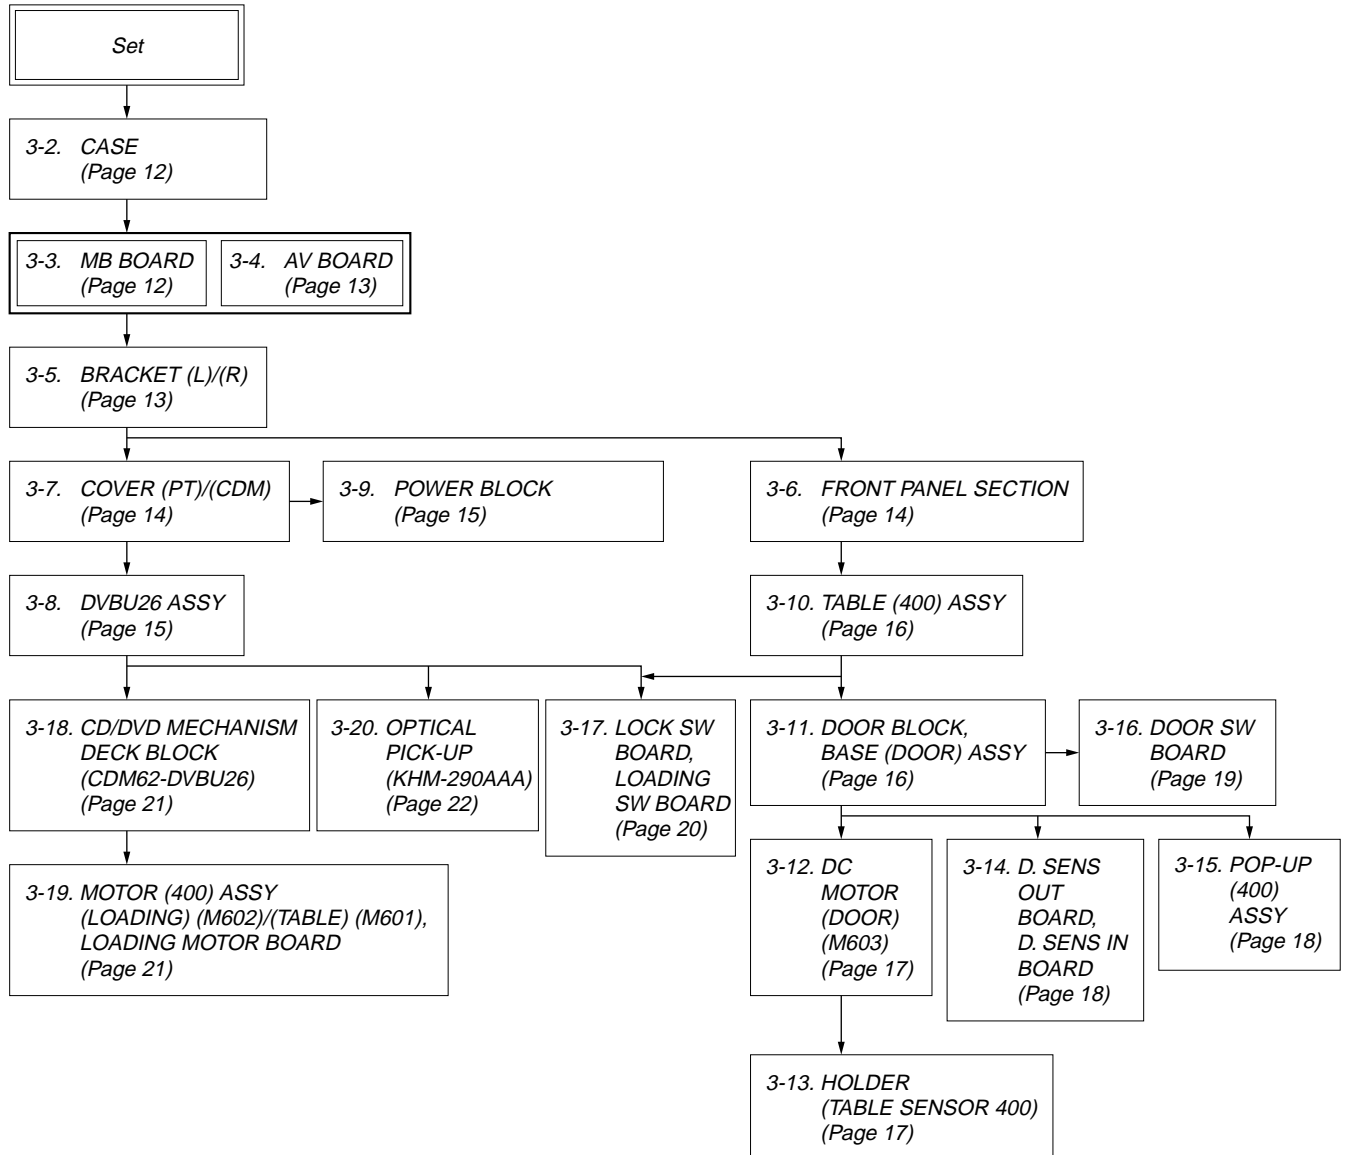 Set
3-2. CASE
(Page 12)
3-3. MB BOARD
(Page 12)
3-4. AV BOARD
(Page 13)
3-5. BRACKET (L)/(R)
(Page 13)
3-7. COVER (PT)/(CDM)
(Page 14)
3-9. POWER BLOCK
(Page 15)
3-6. FRONT PANEL SECTION
(Page 14)
3-8. DVBU26 ASSY
(Page 15)
3-10. TABLE (400) ASSY
(Page 16)
3-18. CD/DVD MECHANISM
DECK BLOCK
(CDM62-DVBU26)
(Page 21)
3-20. OPTICAL
PICK-UP
(KHM-290AAA)
(Page 22)
3-17. LOCK SW
BOARD,
LOADING
SW BOARD
(Page 20)
3-11. DOOR BLOCK,
BASE (DOOR) ASSY
(Page 16)
3-16. DOOR SW
BOARD
(Page 19)
3-19. MOTOR (400) ASSY
(LOADING) (M602)/(TABLE) (M601),
LOADING MOTOR BOARD
(Page 21)
3-12. DC
MOTOR
(DOOR)
(M603)
(Page 17)
3-14. D. SENS
OUT
BOARD,
D. SENS IN
BOARD
(Page 18)
3-15. POP-UP
(400)
ASSY
(Page 18)
3-13. HOLDER
(TABLE SENSOR 400)
(Page 17)